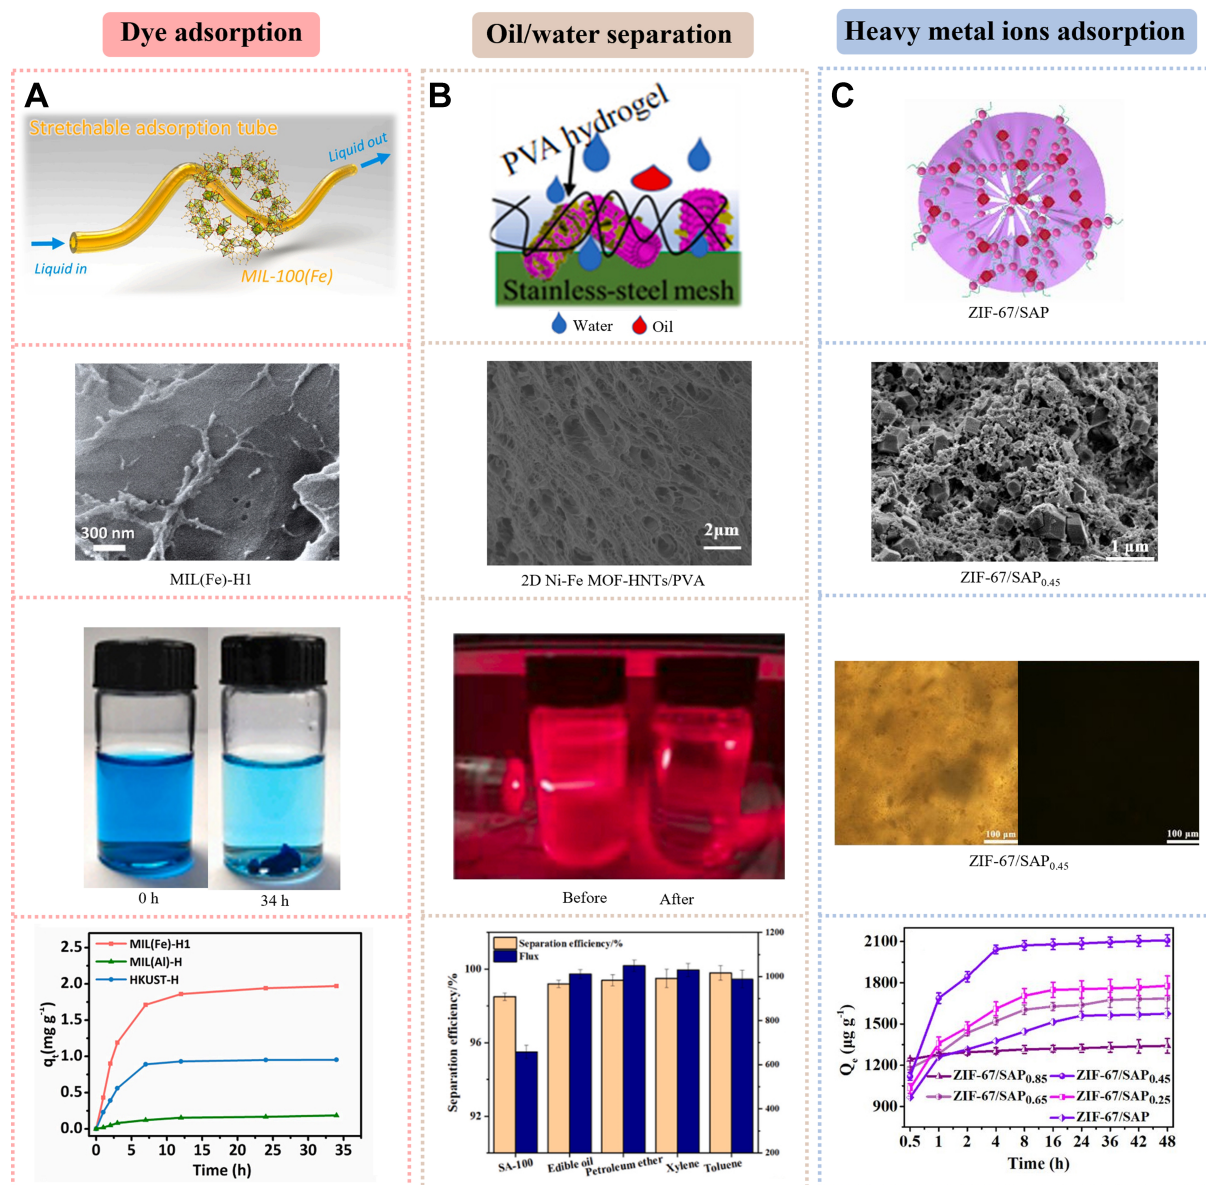 Dye adsorption
Oil/water separation
Heavy metal ions adsorption
A
Stretchable adsorption tube
Liquid out
Liquid in
MIL-100(Fe)
300 nm
MIL(Fe)-H1
0 h
34 h
MIL(Fe)-H1
MIL(Al)-H
HKUST-H
qt(mg g⁻¹)
2.5
2.0
1.5
1.0
0.5
0.0
0 5 10 15 20 25 30 35
Time (h)
B
PVA hydrogel
Stainless-steel mesh
Water Oil
2μm
2D Ni-Fe MOF-HNTs/PVA
Before After
Separation efficiency/%
Flux
Separation efficiency/%
100
96
92
1200
1000
800
600
400
200
SA-100 Edible oil Petroleum ether Xylene Toluene
C
ZIF-67/SAP
1 μm
ZIF-67/SAP0.45
100 μm 100 μm
ZIF-67/SAP0.45
Qe (μg g⁻¹)
2100
1800
1500
1200
900
ZIF-67/SAP0.85 ZIF-67/SAP0.45
ZIF-67/SAP0.65 ZIF-67/SAP0.25
ZIF-67/SAP
0.5 1 2 4 8 16 24 36 42 48
Time (h)